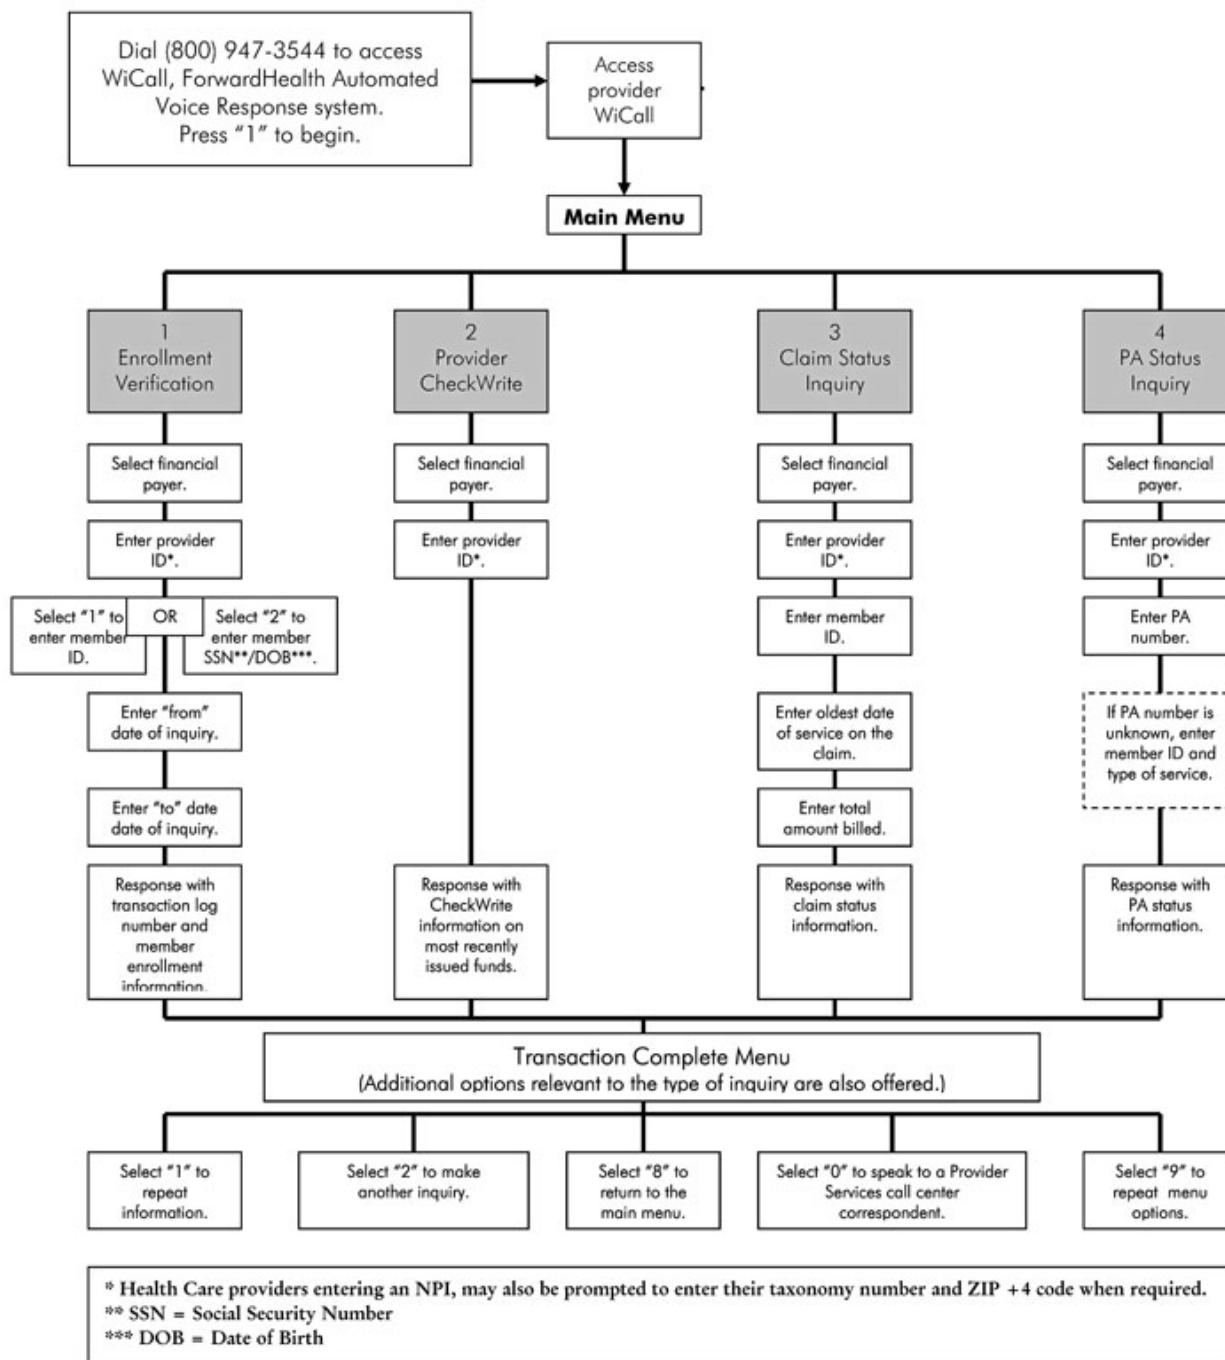 Dial (800) 947-3544 to access
WiCall, ForwardHealth Automated
Voice Response system.
Press “1” to begin.
Access
provider
WiCall
Main Menu
1
Enrollment
Verification
2
Provider
CheckWrite
3
Claim Status
Inquiry
4
PA Status
Inquiry
Select financial
payer.
Select financial
payer.
Select financial
payer.
Select financial
payer.
Enter provider
ID*.
Enter provider
ID*.
Enter provider
ID*.
Enter provider
ID*.
Select “1” to
enter member
ID.
OR
Select “2” to
enter member
SSN**/DOB***.
Enter member
ID.
Enter PA
number.
Enter “from”
date of inquiry.
Enter oldest date
of service on the
claim.
If PA number is
unknown, enter
member ID and
type of service.
Enter “to” date
date of inquiry.
Enter total
amount billed.
Response with
transaction log
number and
member
enrollment
information.
Response with
CheckWrite
information on
most recently
issued funds.
Response with
claim status
information.
Response with
PA status
information.
Transaction Complete Menu
(Additional options relevant to the type of inquiry are also offered.)
Select “1” to
repeat
information.
Select “2” to make
another inquiry.
Select “8” to
return to the
main menu.
Select “0” to speak to a Provider
Services call center
correspondent.
Select “9” to
repeat menu
options.
* Health Care providers entering an NPI, may also be prompted to enter their taxonomy number and ZIP +4 code when required.
** SSN = Social Security Number
*** DOB = Date of Birth